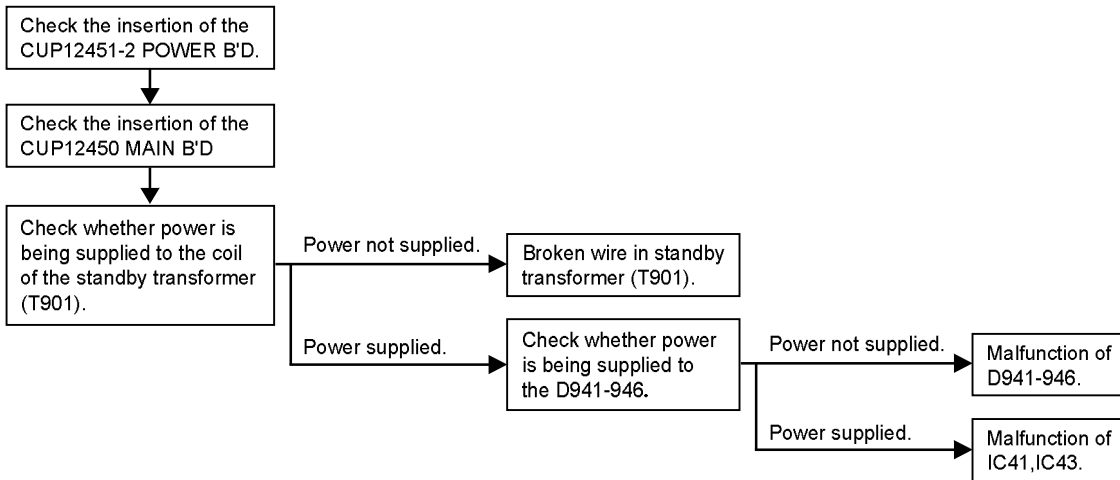 Check the insertion of the
CUP12451-2 POWER B'D.
Check the insertion of the
CUP12450 MAIN B'D
Check whether power is
being supplied to the coil
of the standby transformer
(T901).
Power not supplied.
Broken wire in standby
transformer (T901).
Power supplied.
Check whether power
is being supplied to
the D941-946.
Power not supplied.
Malfunction of
D941-946.
Power supplied.
Malfunction of
IC41,IC43.